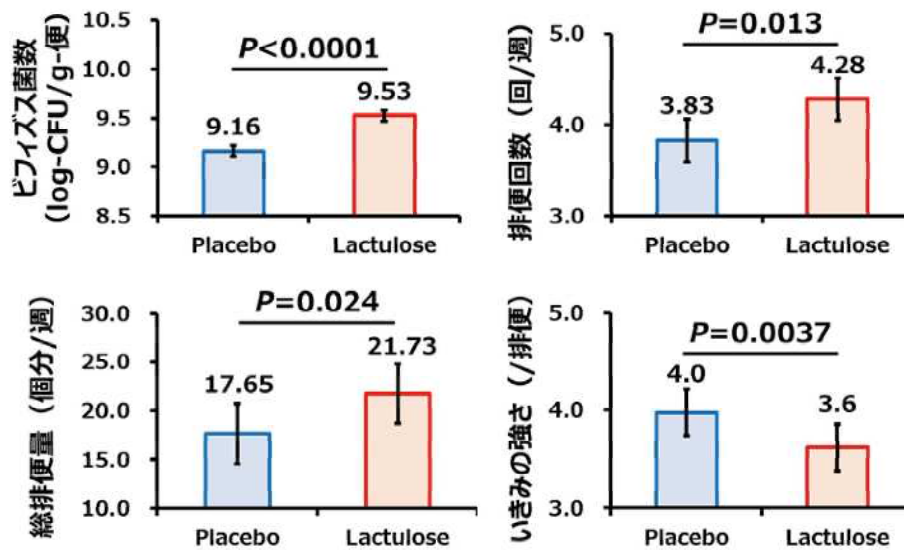 ビフィズス菌数
(log-CFU/g-便)
10.5
10.0
9.5
9.0
8.5
P<0.0001
9.16
9.53
Placebo
Lactulose
排便回数（回/週）
5.0
4.0
3.0
P=0.013
3.83
4.28
Placebo
Lactulose
総排便量（個分/週）
30.0
25.0
20.0
15.0
10.0
P=0.024
17.65
21.73
Placebo
Lactulose
いきみの強さ（/排便）
5.0
4.0
3.0
P=0.0037
4.0
3.6
Placebo
Lactulose